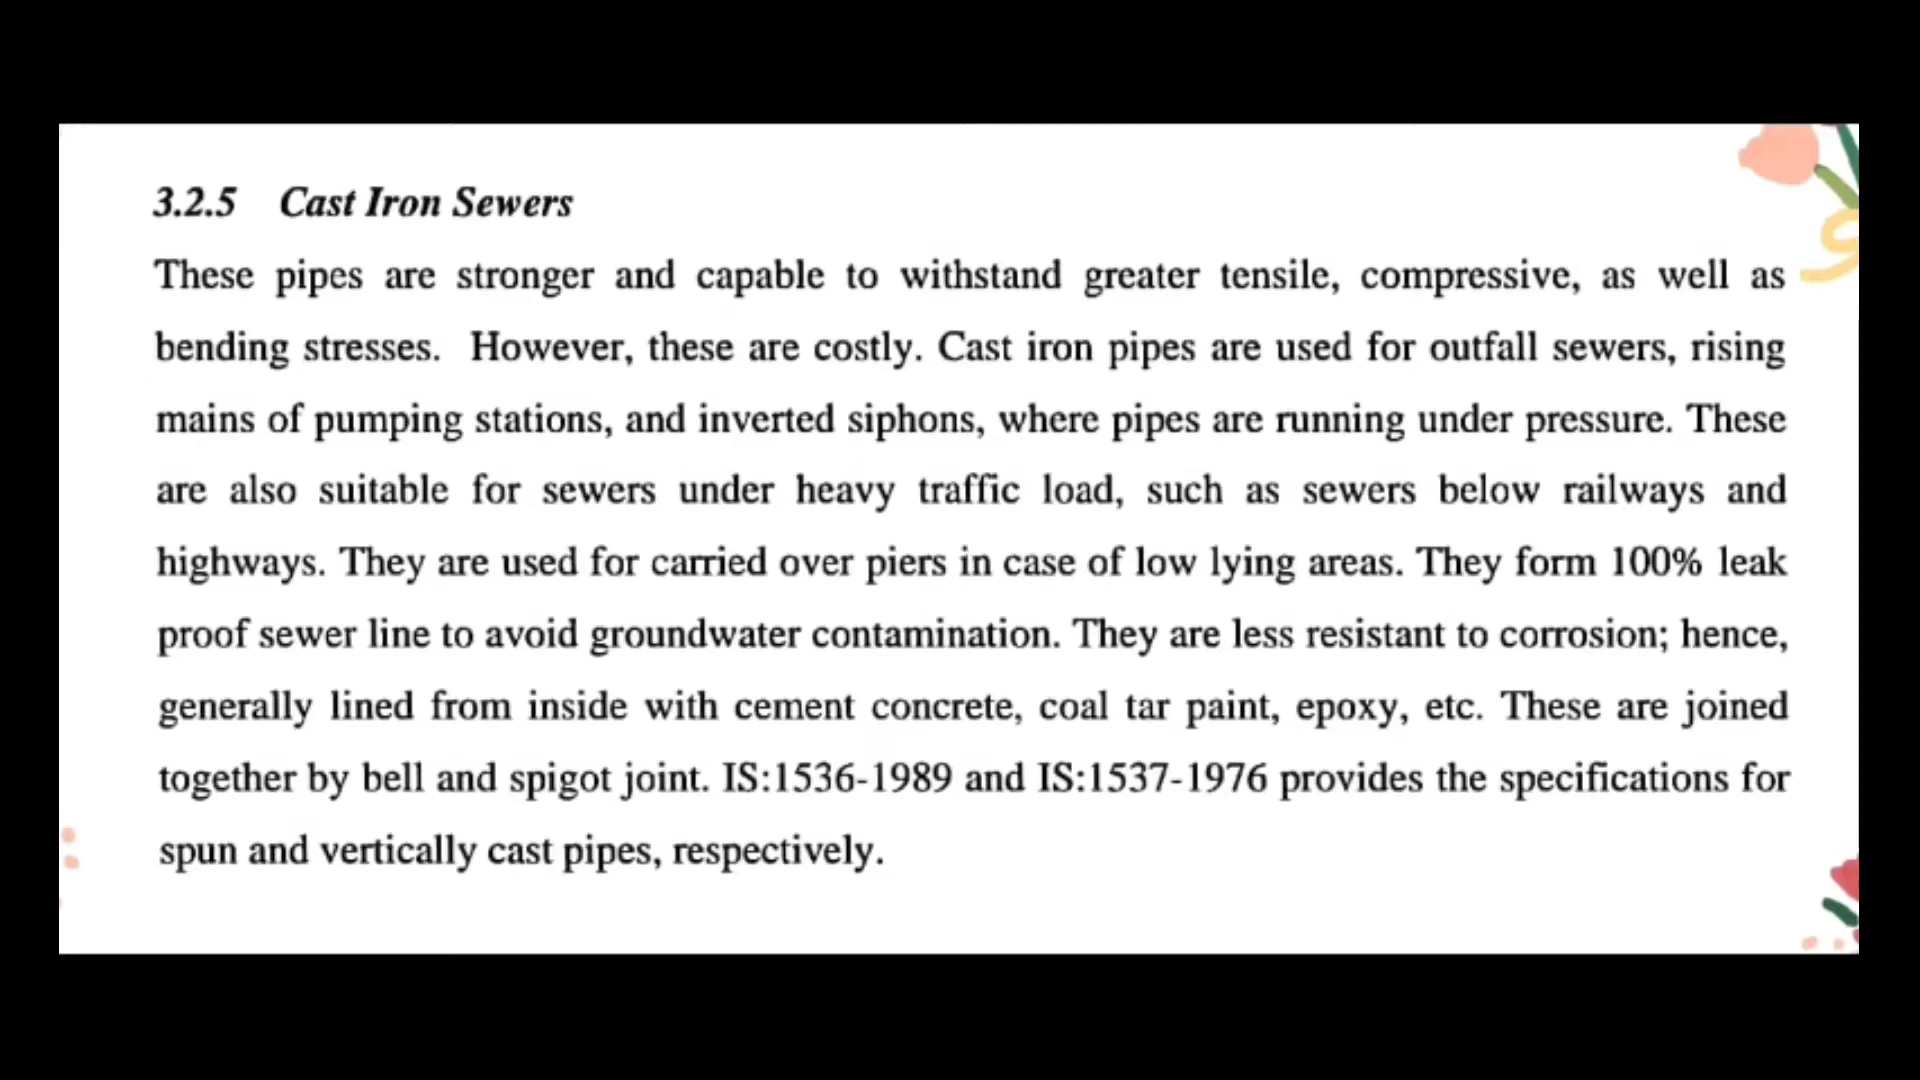 3.2.5 Cast Iron Sewers
These pipes are stronger and capable to withstand greater tensile, compressive, as well as
bending stresses. However, these are costly. Cast iron pipes are used for outfall sewers, rising
mains of pumping stations, and inverted siphons, where pipes are running under pressure. These
are also suitable for sewers under heavy traffic load, such as sewers below railways and
highways. They are used for carried over piers in case of low lying areas. They form 100% leak
proof sewer line to avoid groundwater contamination. They are less resistant to corrosion; hence,
generally lined from inside with cement concrete, coal tar paint, epoxy, etc. These are joined
together by bell and spigot joint. IS:1536-1989 and IS:1537-1976 provides the specifications for
spun and vertically cast pipes, respectively.